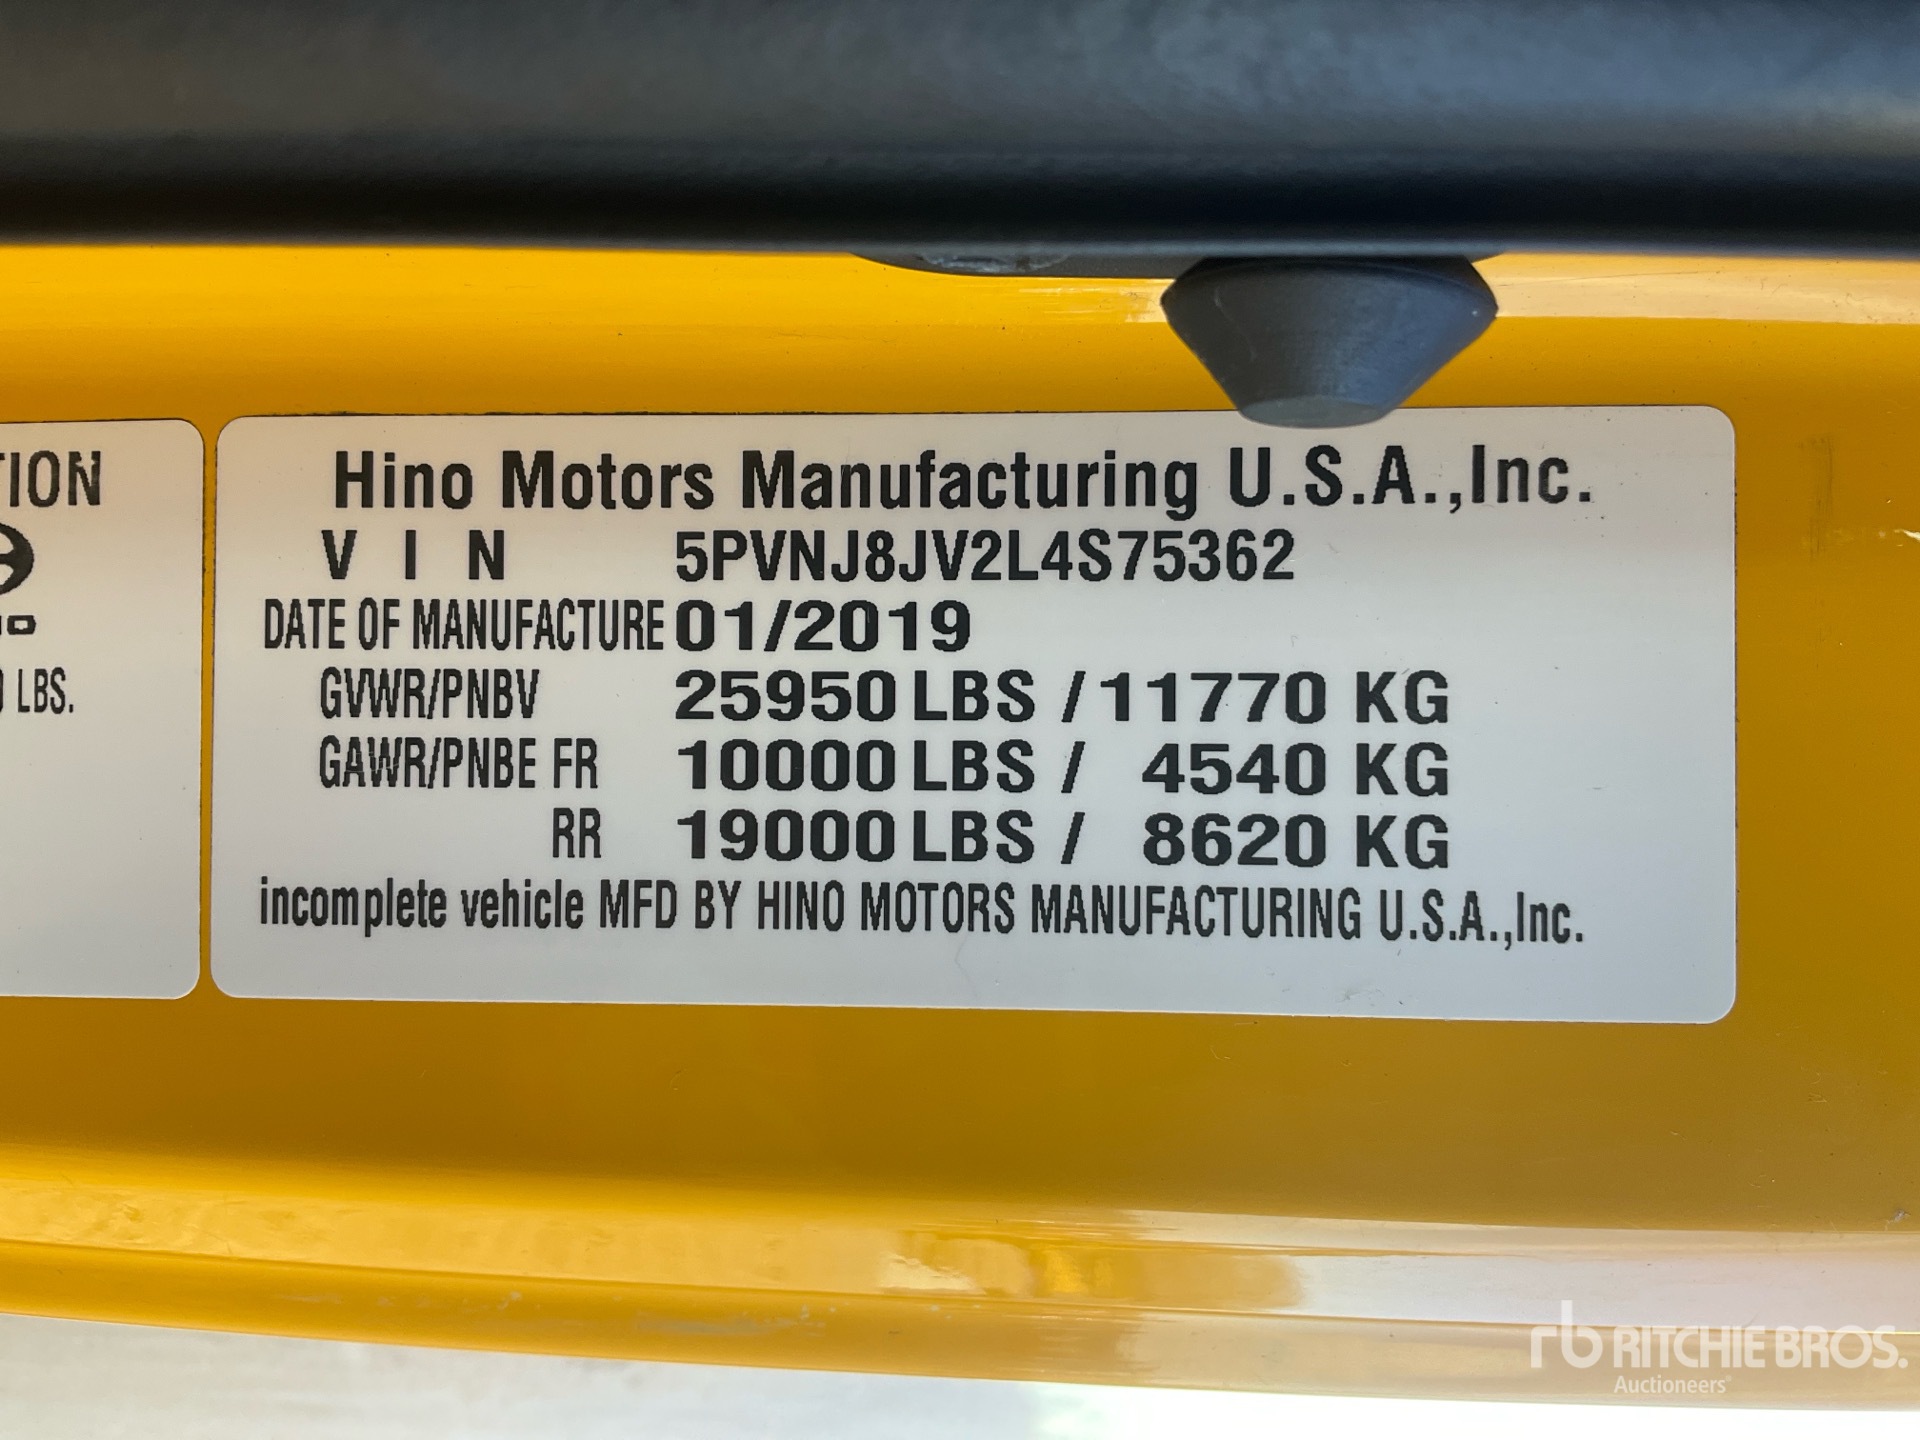 TION
LBS.
Hino Motors Manufacturing U.S.A.,Inc.
V I N 5PVNJ8JV2L4S75362
DATE OF MANUFACTURE 01/2019
GVWR/PNBV 25950 LBS / 11770 KG
GAWR/PNBE FR 10000 LBS / 4540 KG
RR 19000 LBS / 8620 KG
incomplete vehicle MFD BY HINO MOTORS MANUFACTURING U.S.A.,Inc.
rb RITCHIE BROS.
Auctioneers